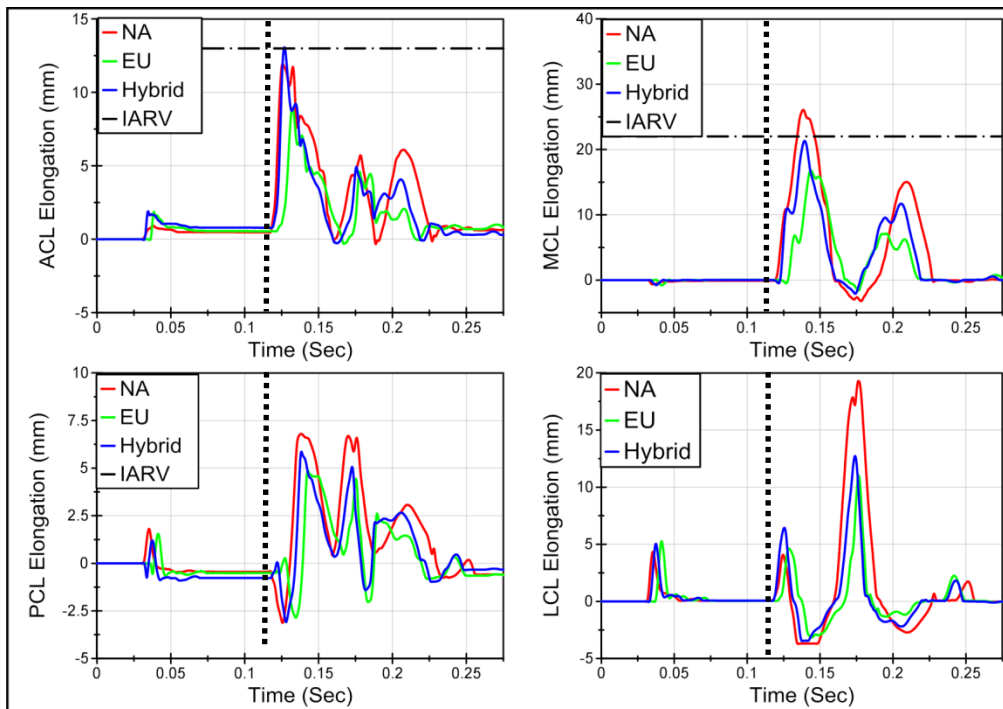 15
10
5
0
5
ACL Elongation (mm)
NA
EU
Hybrid
IARV
0 0.05 0.1 0.15 0.2 0.25
Time (Sec)
40
30
20
10
0
-5
MCL Elongation (mm)
NA
EU
Hybrid
IARV
0 0.05 0.1 0.15 0.2 0.25
Time (Sec)
10
7.5
5
2.5
0
-2.5
-5
PCL Elongation (mm)
NA
EU
Hybrid
IARV
0 0.05 0.1 0.15 0.2 0.25
Time (Sec)
20
15
10
5
0
-5
LCL Elongation (mm)
NA
EU
Hybrid
0 0.05 0.1 0.15 0.2 0.25
Time (Sec)